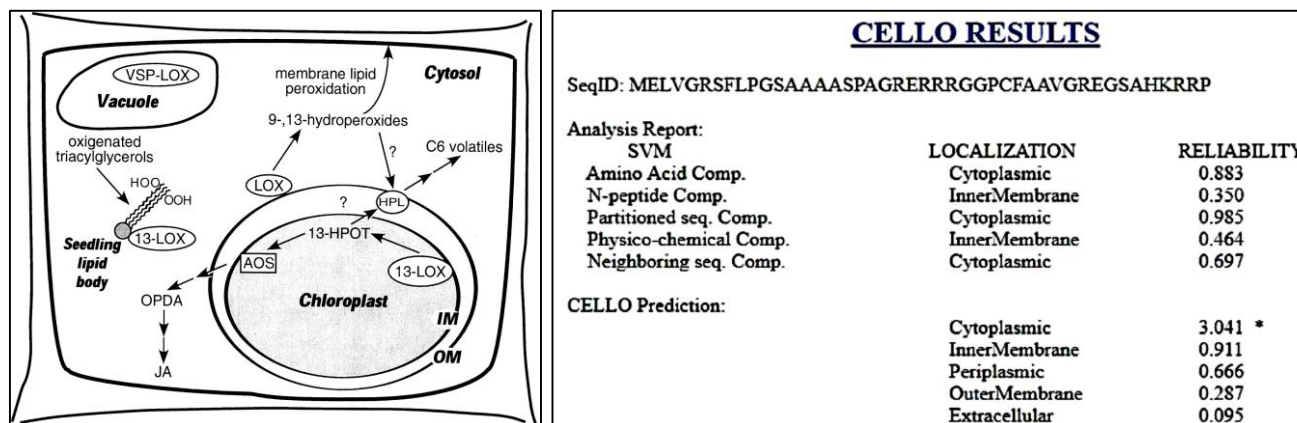 VSP-LOX
Vacuole
Cytosol
membrane lipid
peroxidation
9-,13-hydroperoxides
?
C6 volatiles
oxigenated
triacylglycerols
HOO
OOH
LOX
HPL
?
13-HPOT
13-LOX
Seedling
lipid
body
AOS
13-LOX
OPDA
Chloroplast
IM
OM
JA
CELLO RESULTS
SeqID: MELVGRSFLPGSAAAASPAGRERRRGGPCFAAVGREGSAHKRRP
Analysis Report:
SVM LOCALIZATION RELIABILITY
Amino Acid Comp. Cytoplasmic 0.883
N-peptide Comp. InnerMembrane 0.350
Partitioned seq. Comp. Cytoplasmic 0.985
Physico-chemical Comp. InnerMembrane 0.464
Neighboring seq. Comp. Cytoplasmic 0.697
CELLO Prediction:
Cytoplasmic 3.041 *
InnerMembrane 0.911
Periplasmic 0.666
OuterMembrane 0.287
Extracellular 0.095